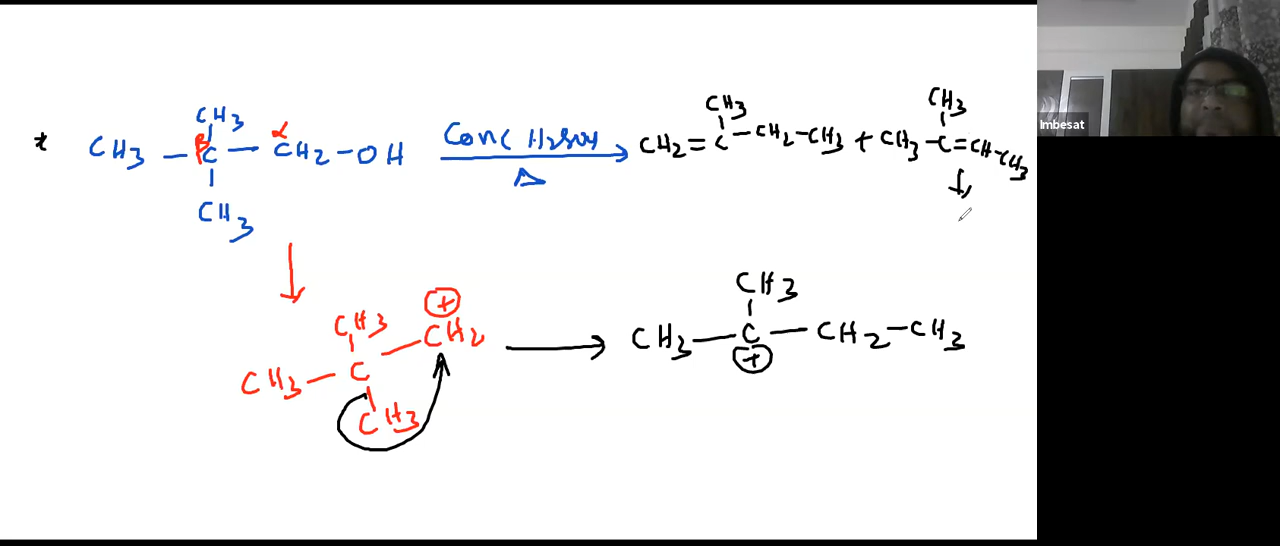 * CH3 - C(CH3)(CH3) - CH2 - OH
β α
Conc H2SO4
Δ
CH2 = C(CH3) - CH2 - CH3 + CH3 - C(CH3) = CH - CH3
Imbesat
CH3 - C(CH3)(CH3) - CH2 +
CH3 - C(CH3) - CH2 - CH3
+